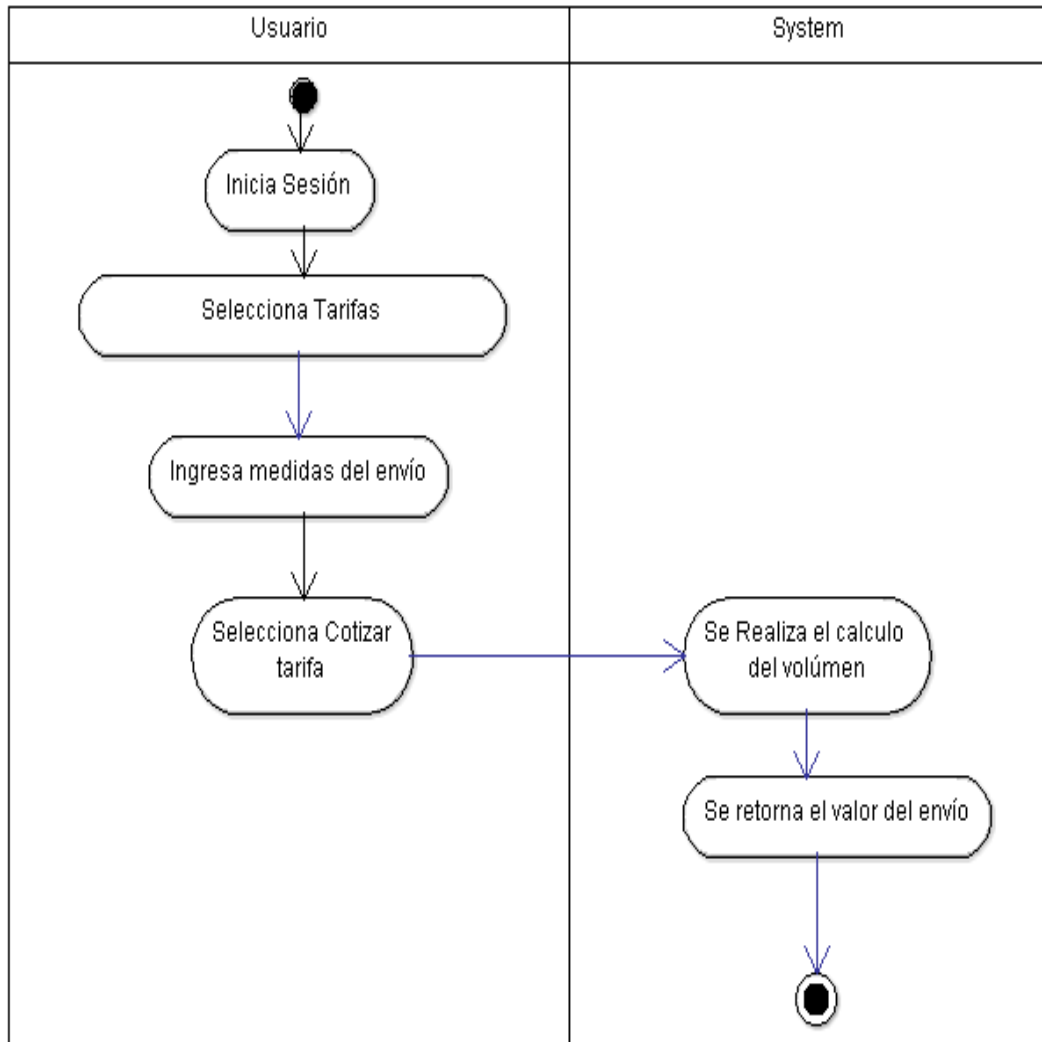 Usuario
System
Inicia Sesión
Selecciona Tarifas
Ingresa medidas del envío
Selecciona Cotizar
tarifa
Se Realiza el calculo
del volúmen
Se retorna el valor del envío